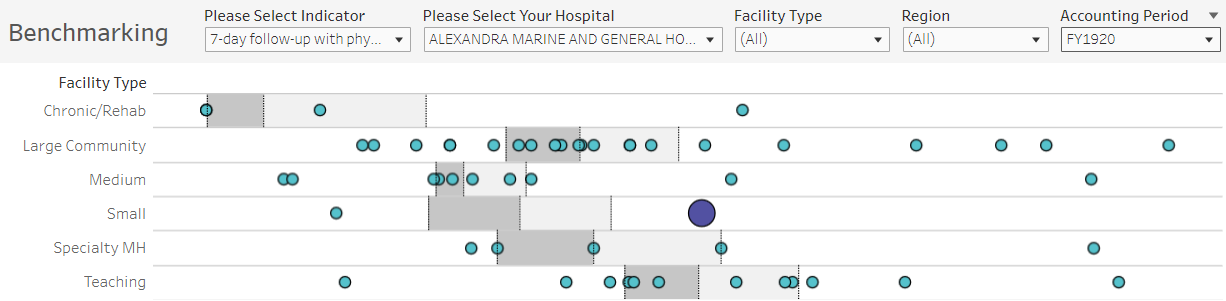 Benchmarking
Please Select Indicator
Please Select Your Hospital
Facility Type
Region
Accounting Period
7-day follow-up with phy...
ALEXANDRA MARINE AND GENERAL HO...
(All)
(All)
FY1920
Facility Type
Chronic/Rehab
Large Community
Medium
Small
Specialty MH
Teaching